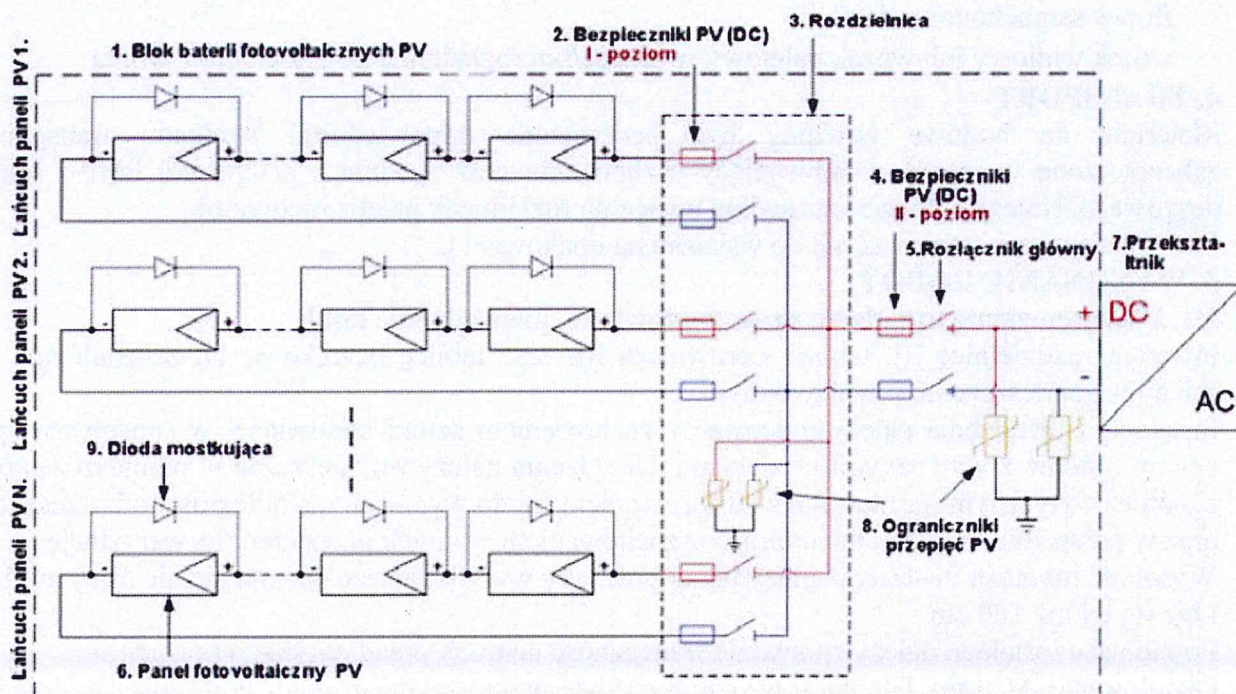 1. Blok baterii fotovoltaicznych PV
2. Bezpieczniki PV (DC)
I - poziom
3. Rozdzielnica
Łańcuch paneli PV 1.
4. Bezpieczniki
PV (DC)
II - poziom
5. Rozłącznik główny
7.Przekszta-
łtnik
Łańcuch paneli PV 2.
+ DC
-
AC
9. Dioda mostkująca
8. Ograniczniki
przepięć PV
Łańcuch paneli PV N.
6. Panel fotovoltaiczny PV